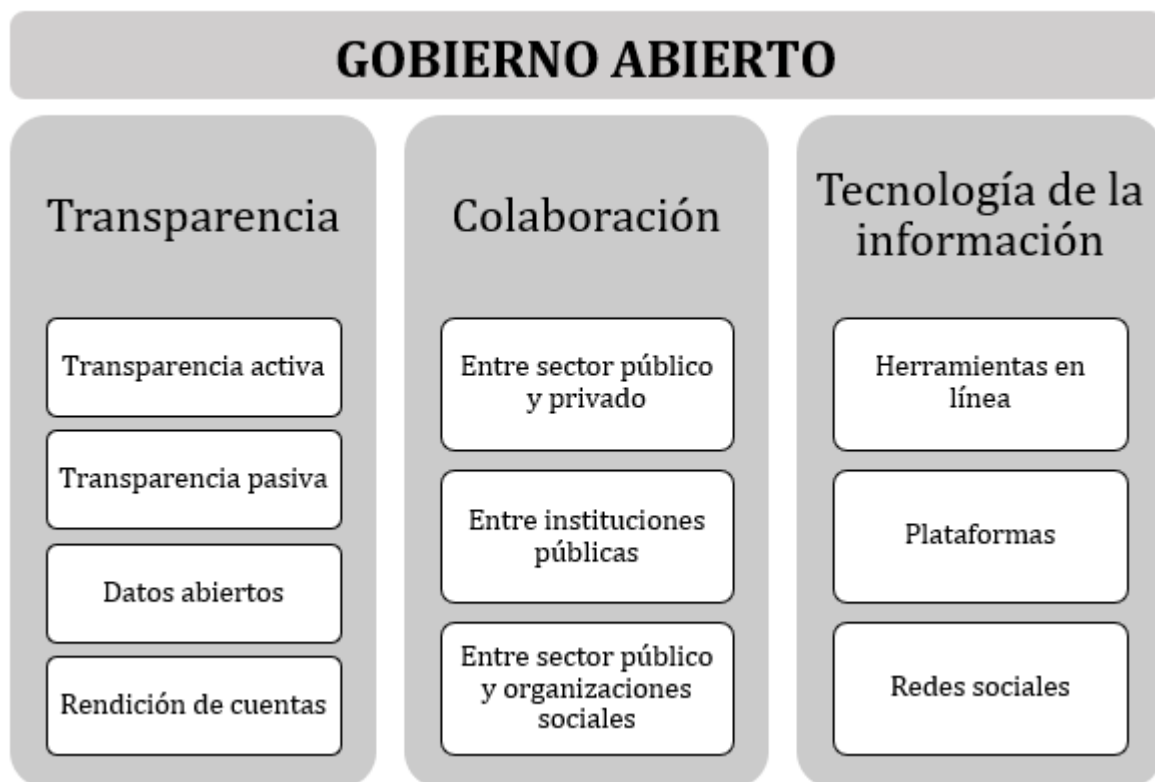 GOBIERNO ABIERTO
Transparencia
Transparencia activa
Transparencia pasiva
Datos abiertos
Rendición de cuentas
Colaboración
Entre sector público
y privado
Entre instituciones
públicas
Entre sector público
y organizaciones
sociales
Tecnología de la
información
Herramientas en
línea
Plataformas
Redes sociales